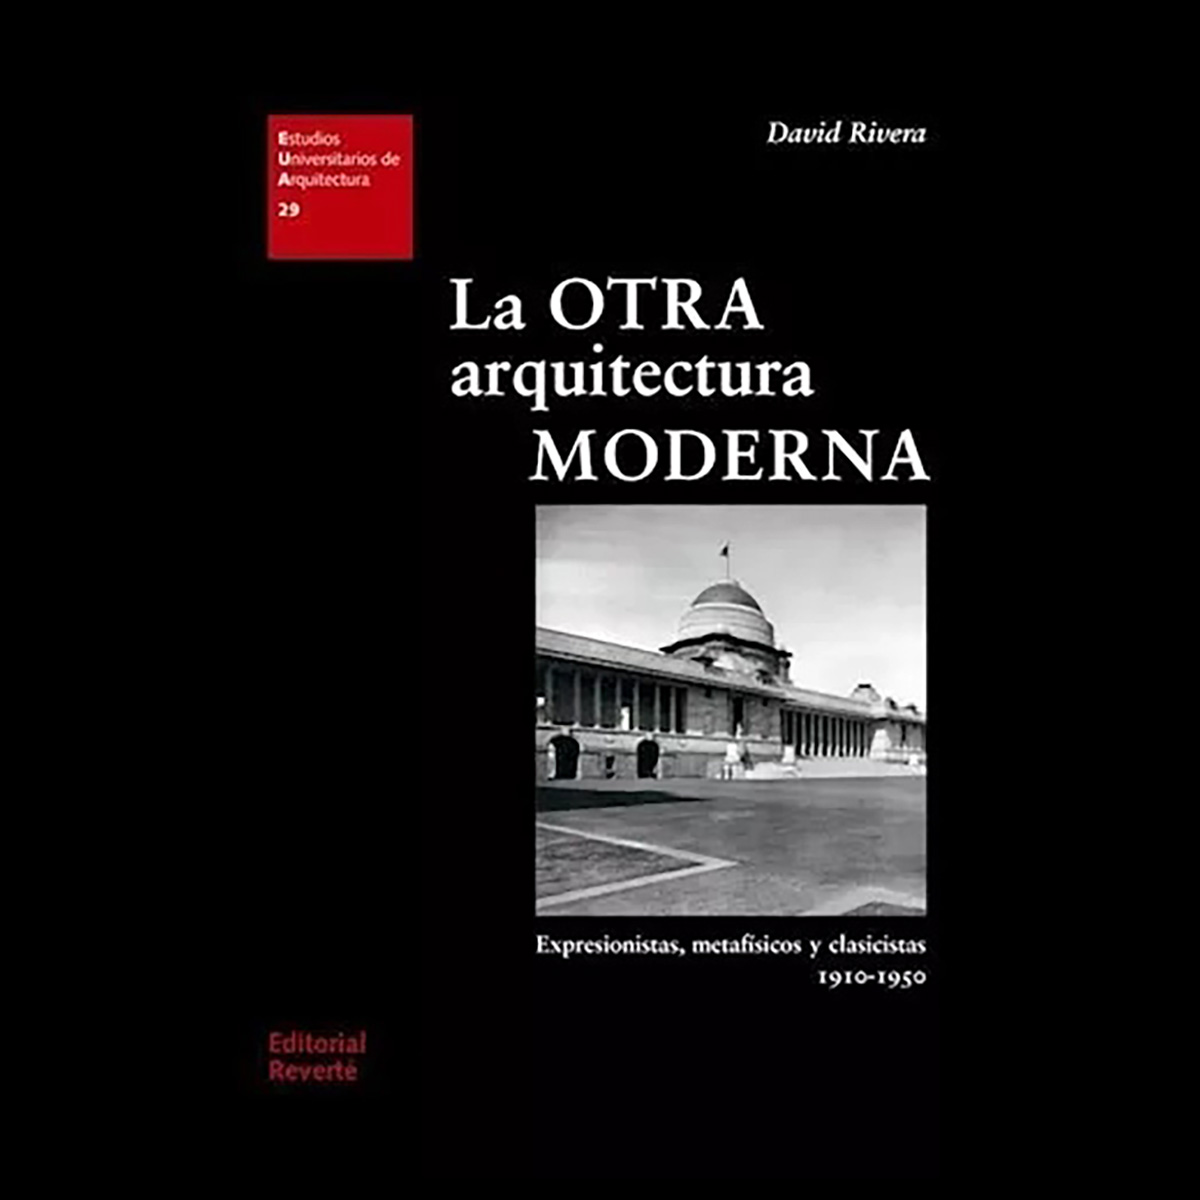 Estudios
Universitarios de
Arquitectura
29
David Rivera
La OTRA
arquitectura
MODERNA
Expresionistas, metafísicos y clasicistas
1910-1950
Editorial
Reverté